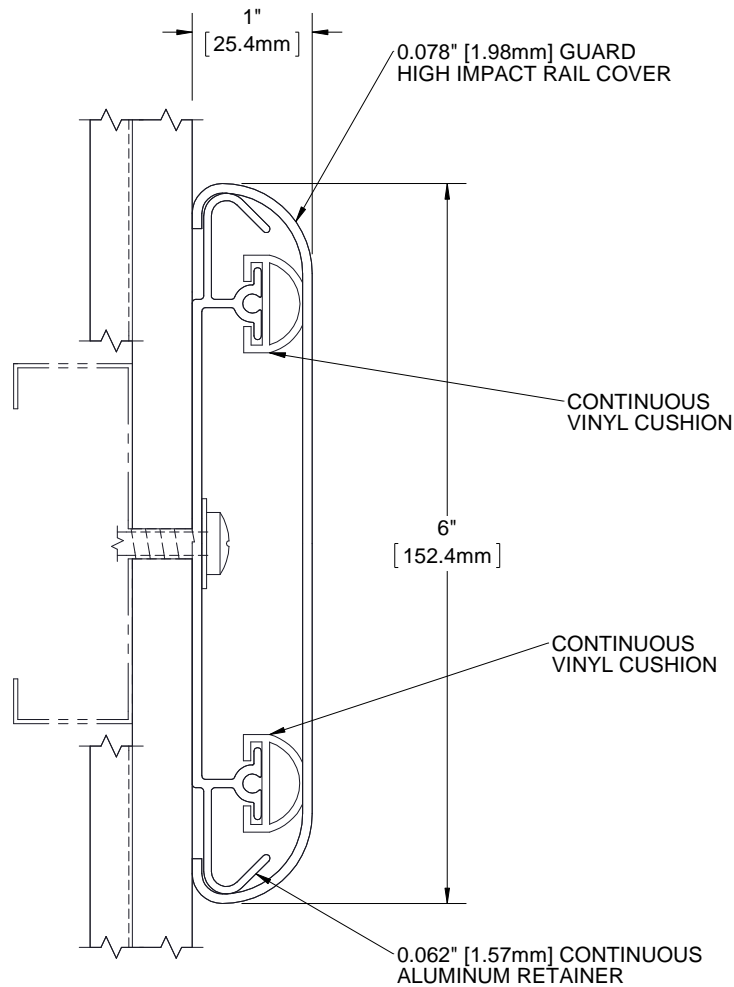 1"
[25.4mm]
0.078" [1.98mm] GUARD
HIGH IMPACT RAIL COVER
CONTINUOUS
VINYL CUSHION
6"
[152.4mm]
CONTINUOUS
VINYL CUSHION
0.062" [1.57mm] CONTINUOUS
ALUMINUM RETAINER